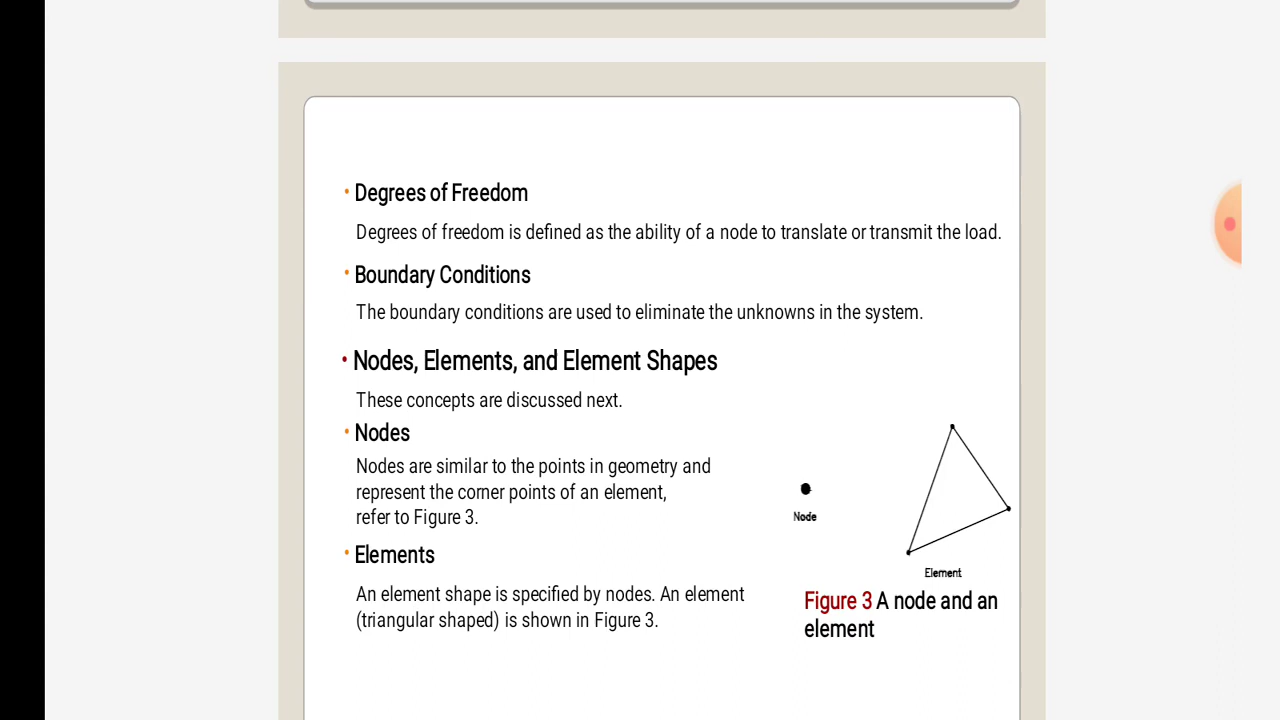 • Degrees of Freedom
Degrees of freedom is defined as the ability of a node to translate or transmit the load.
• Boundary Conditions
The boundary conditions are used to eliminate the unknowns in the system.
• Nodes, Elements, and Element Shapes
These concepts are discussed next.
• Nodes
Nodes are similar to the points in geometry and
represent the corner points of an element,
refer to Figure 3.
• Elements
An element shape is specified by nodes. An element
(triangular shaped) is shown in Figure 3.
Node
Element
Figure 3 A node and an
element